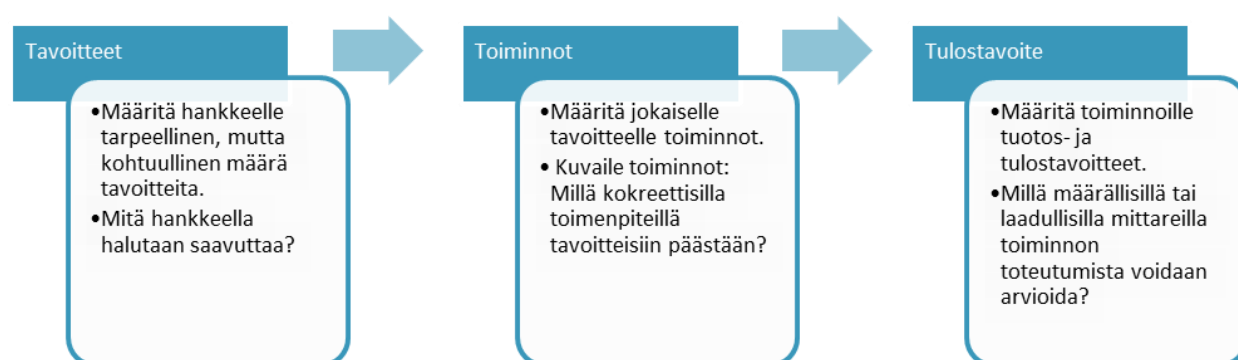 Tavoitteet
•Määritä hankkeelle
tarpeellinen, mutta
kohtuullinen määrä
tavoitteita.
•Mitä hankkeella
halutaan saavuttaa?
Toiminnot
•Määritä jokaiselle
tavoitteelle toiminnot.
• Kuvaile toiminnot:
Millä kokreettisilla
toimenpiteillä
tavoitteisiin päästään?
Tulostavoite
•Määritä toiminnoille
tuotos- ja
tulostavoitteet.
•Millä määrällisillä tai
laadullisilla mittareilla
toiminnon
toteutumista voidaan
arvioida?